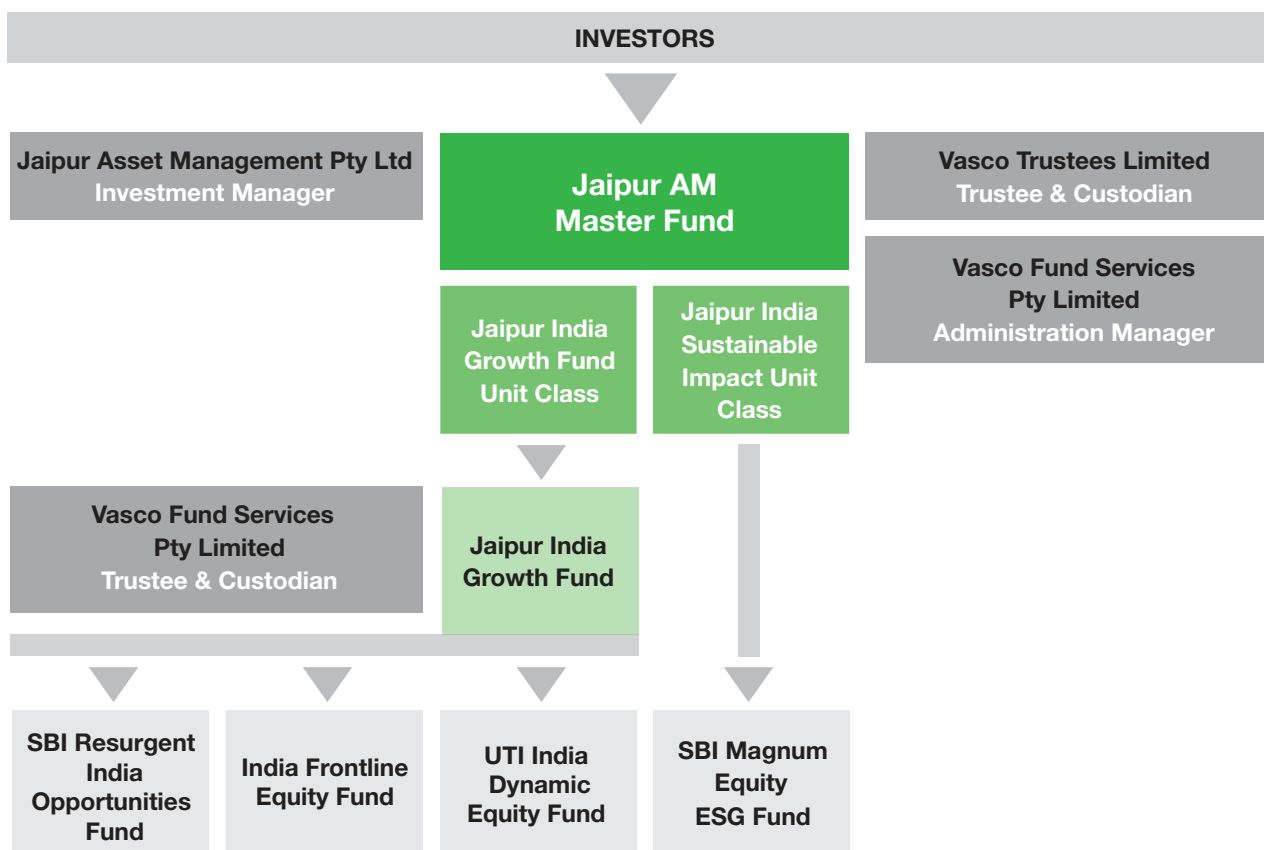 INVESTORS
Jaipur Asset Management Pty Ltd
Investment Manager
Jaipur AM
Master Fund
Vasco Trustees Limited
Trustee & Custodian
Vasco Fund Services
Pty Limited
Administration Manager
Jaipur India
Growth Fund
Unit Class
Jaipur India
Sustainable
Impact Unit
Class
Vasco Fund Services
Pty Limited
Trustee & Custodian
Jaipur India
Growth Fund
SBI Resurgent
India
Opportunities
Fund
India Frontline
Equity Fund
UTI India
Dynamic
Equity Fund
SBI Magnum
Equity
ESG Fund